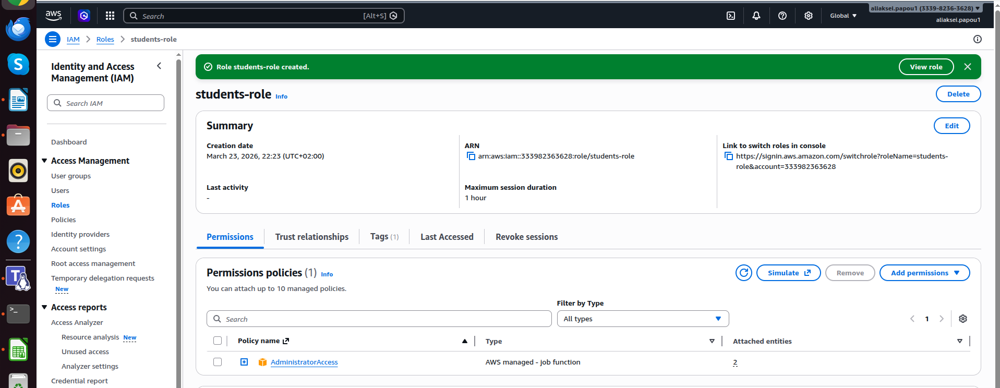 aws
Search
[Alt+S]
Global
aliaksei.papou1 (3339-8236-3628)
aliaksei.papou1
IAM
Roles
students-role
Identity and Access
Management (IAM)
Search IAM
Dashboard
Access Management
User groups
Users
Roles
Policies
Identity providers
Account settings
Root access management
Temporary delegation requests
New
Access reports
Access Analyzer
Resource analysis New
Unused access
Analyzer settings
Credential report
Role students-role created.
View role
students-role Info
Delete
Summary
Edit
Creation date
March 23, 2026, 22:23 (UTC+02:00)
ARN
arn:aws:iam::333982363628:role/students-role
Link to switch roles in console
https://signin.aws.amazon.com/switchrole?roleName=students-
role&account=333982363628
Last activity
-
Maximum session duration
1 hour
Permissions
Trust relationships
Tags (1)
Last Accessed
Revoke sessions
Permissions policies (1) Info
You can attach up to 10 managed policies.
Simulate
Remove
Add permissions
Filter by Type
Search
All types
1
Policy name
Type
Attached entities
AdministratorAccess
AWS managed - job function
2